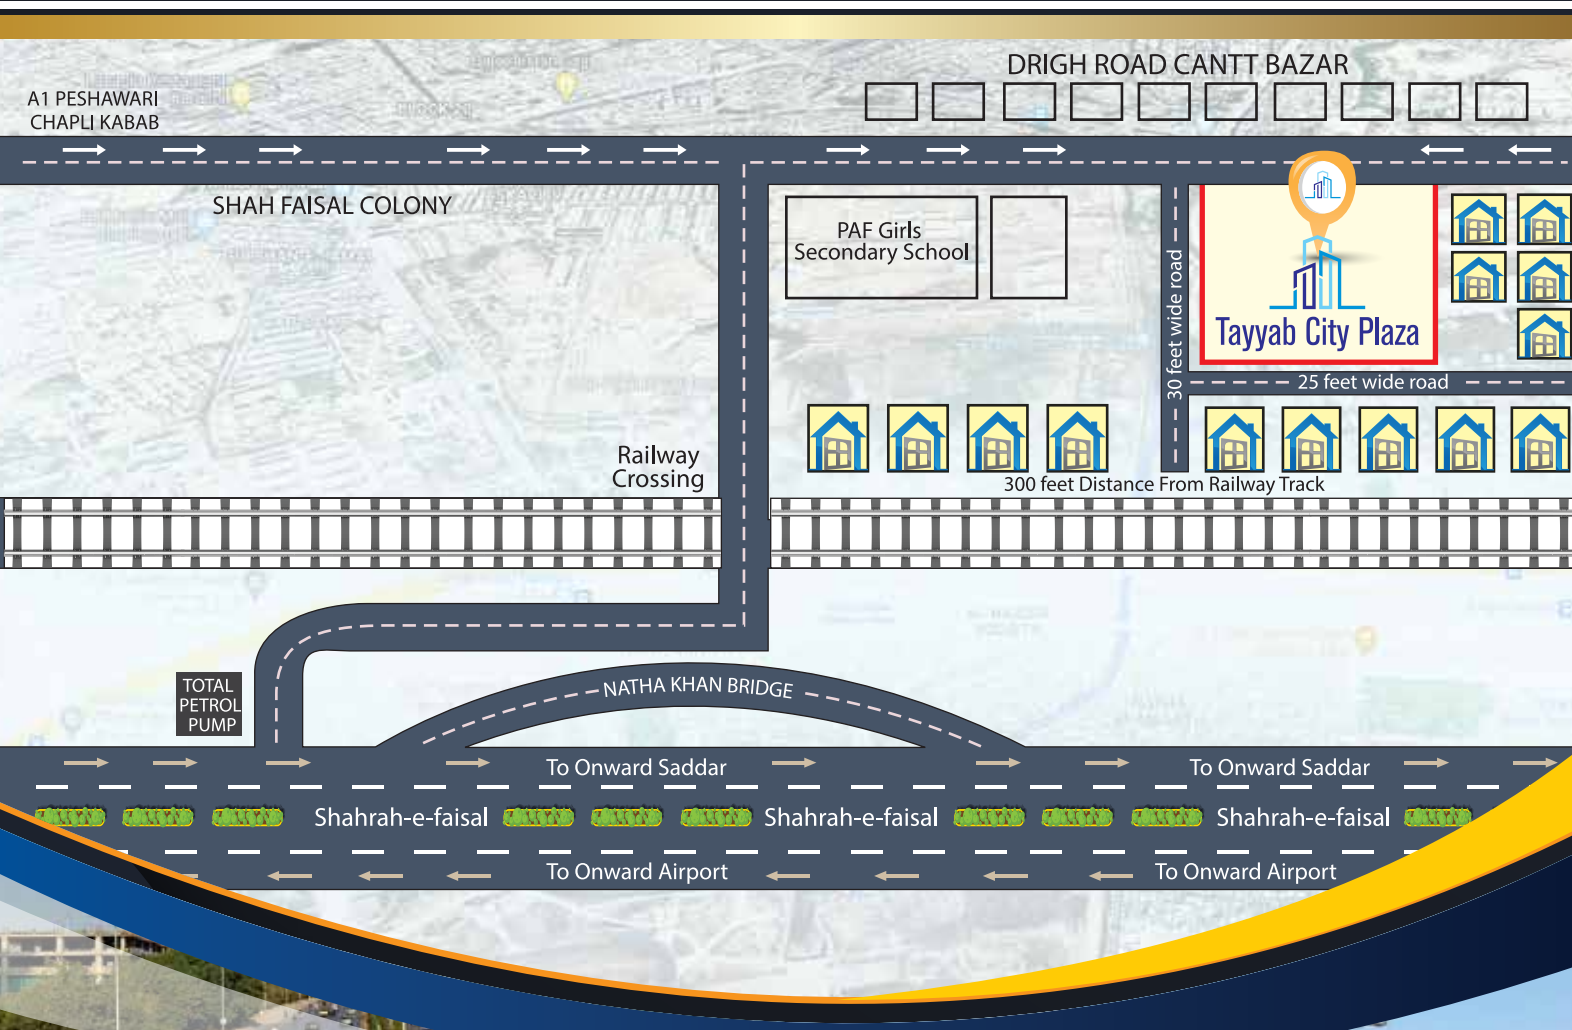 DRIGH ROAD CANTT BAZAR
A1 PESHAWARI
CHAPLI KABAB
SHAH FAISAL COLONY
PAF Girls
Secondary School
30 feet wide road
Tayyab City Plaza
25 feet wide road
Railway
Crossing
300 feet Distance From Railway Track
TOTAL
PETROL
PUMP
NATHA KHAN BRIDGE
To Onward Saddar To Onward Saddar
Shahrah-e-faisal Shahrah-e-faisal Shahrah-e-faisal
To Onward Airport To Onward Airport